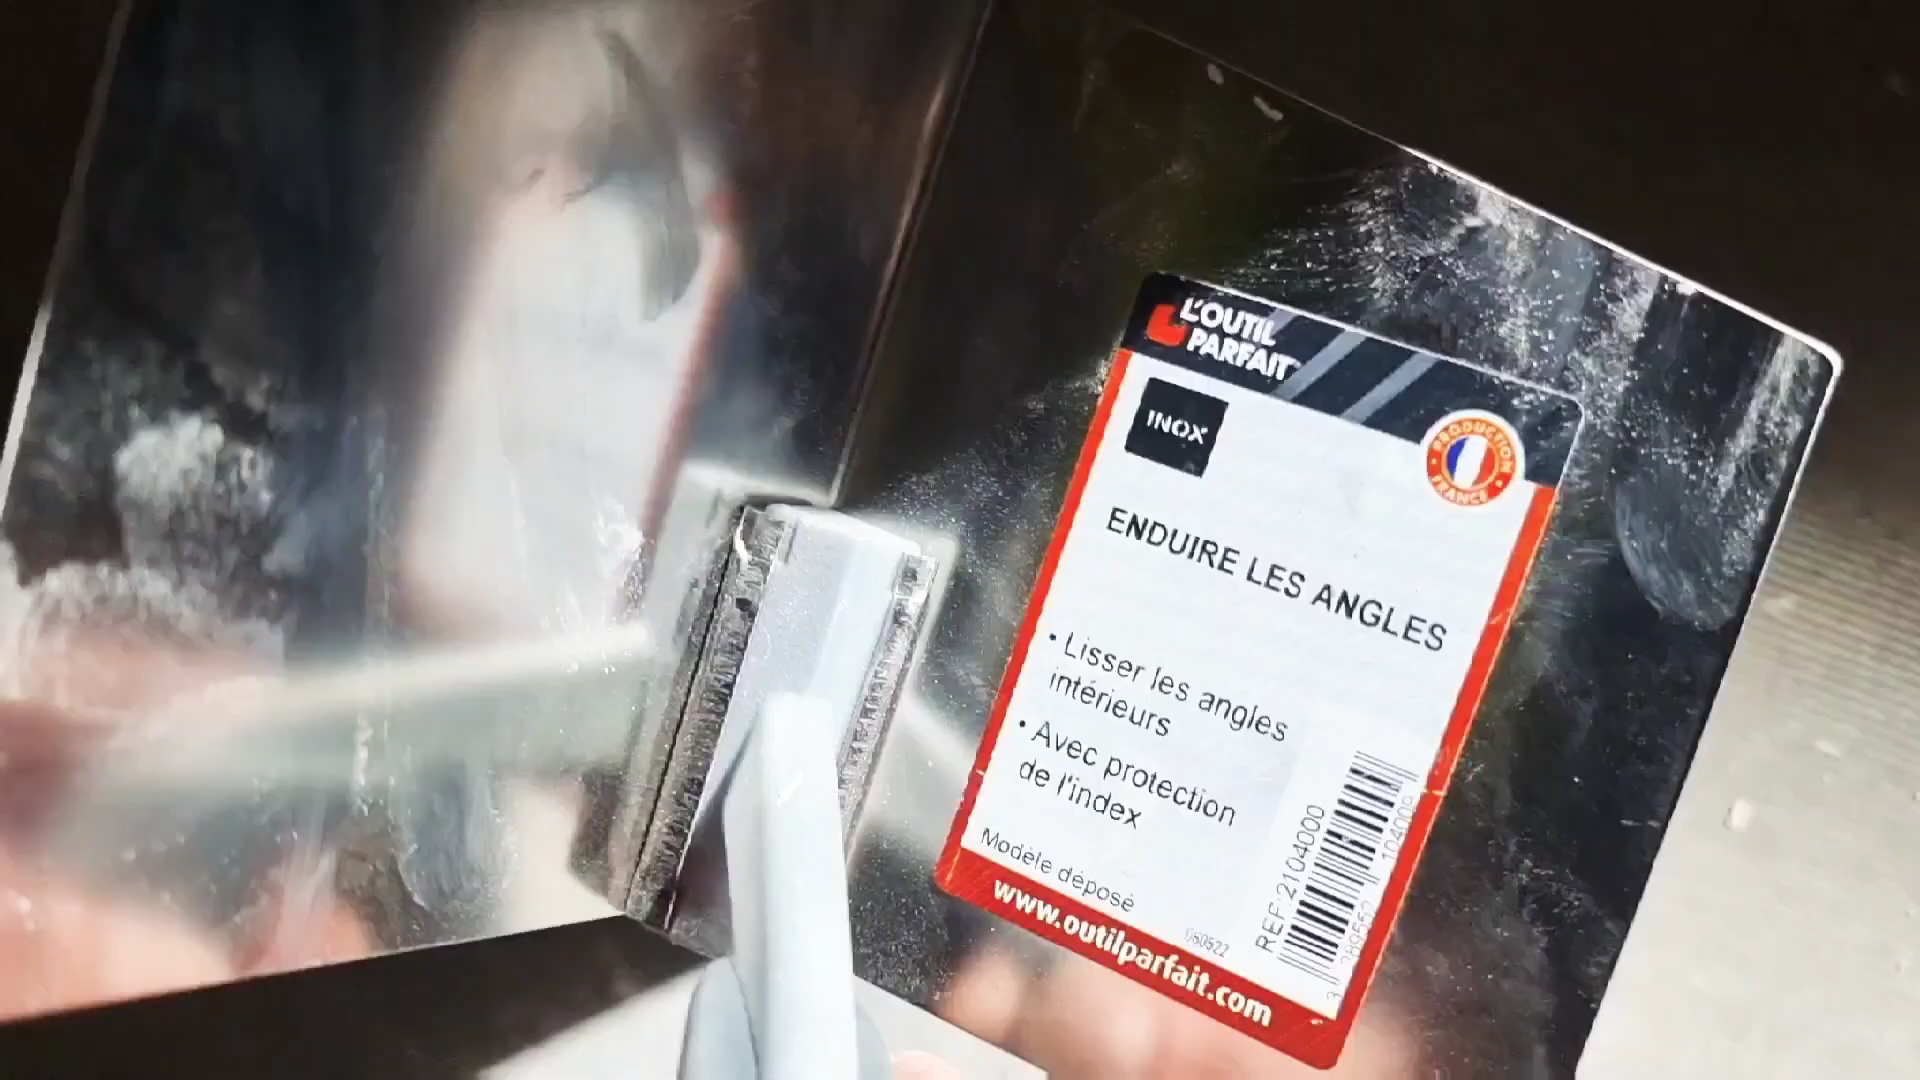 L'OUTIL
PARFAIT
INOX
PRODUCTION
FRANCE
ENDUIRE LES ANGLES
• Lisser les angles
intérieurs
• Avec protection
de l'index
Modèle déposé
REF:2104000
060522
www.outilparfait.com